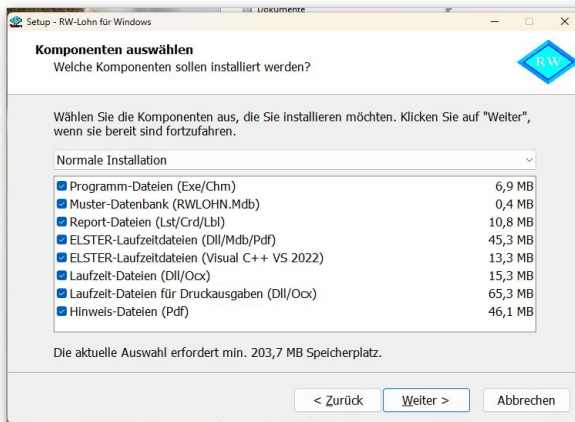 Dokumente
Setup - RW-Lohn für Windows
Komponenten auswählen
Welche Komponenten sollen installiert werden?
RW
Wählen Sie die Komponenten aus, die Sie installieren möchten. Klicken Sie auf "Weiter",
wenn sie bereit sind fortzufahren.
Normale Installation
Programm-Dateien (Exe/Chm) 6,9 MB
Muster-Datenbank (RWLOHN.Mdb) 0,4 MB
Report-Dateien (Lst/Crd/Lbl) 10,8 MB
ELSTER-Laufzeitdateien (Dll/Mdb/Pdf) 45,3 MB
ELSTER-Laufzeitdateien (Visual C++ VS 2022) 13,3 MB
Laufzeit-Dateien (Dll/Ocx) 15,3 MB
Laufzeit-Dateien für Druckausgaben (Dll/Ocx) 65,3 MB
Hinweis-Dateien (Pdf) 46,1 MB
Die aktuelle Auswahl erfordert min. 203,7 MB Speicherplatz.
< Zurück Weiter > Abbrechen